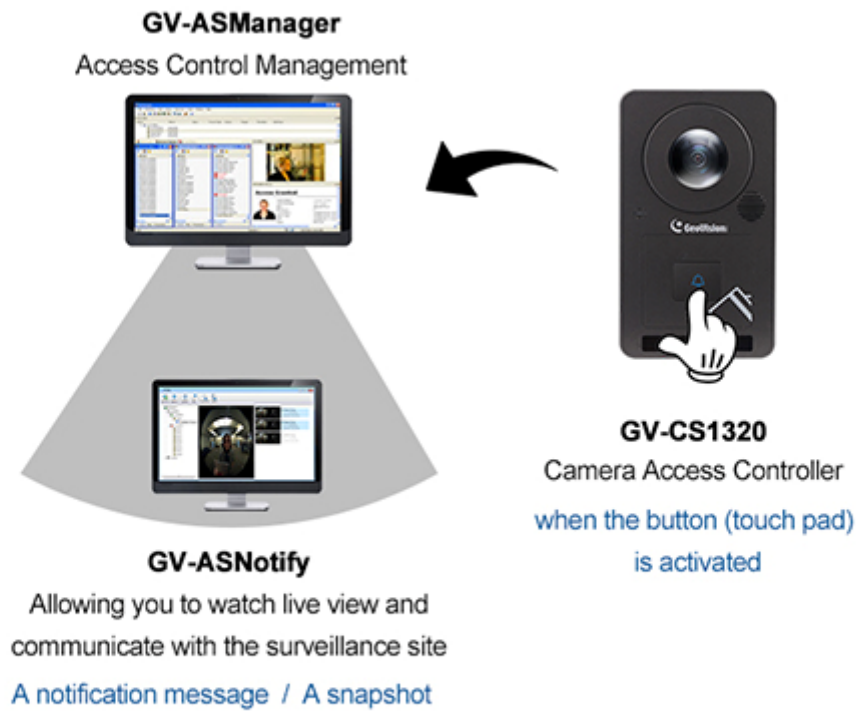 GV-ASManager
Access Control Management
GeoVision
GV-CS1320
Camera Access Controller
when the button (touch pad)
is activated
GV-ASNotify
Allowing you to watch live view and
communicate with the surveillance site
A notification message / A snapshot